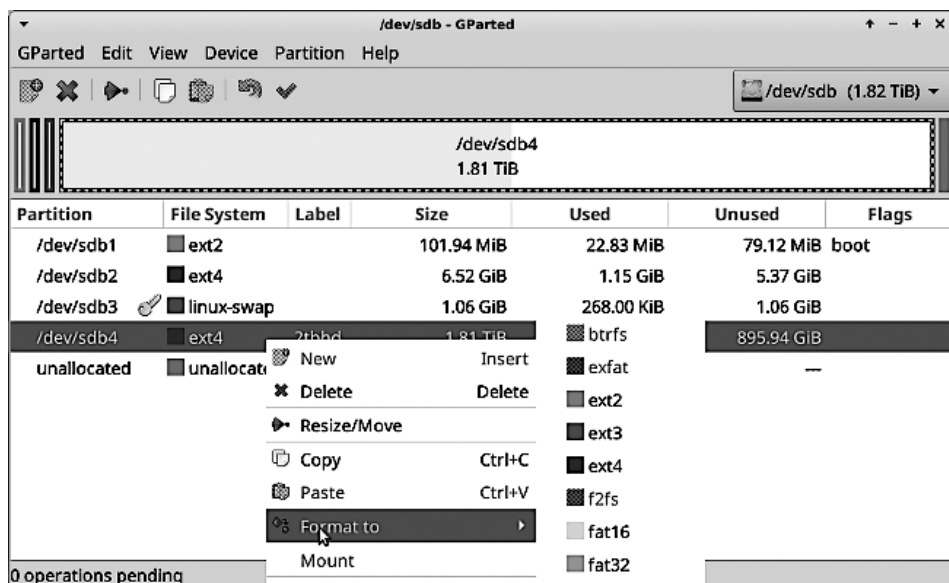 /dev/sdb - GParted
GParted Edit View Device Partition Help
/dev/sdb (1.82 TiB)
/dev/sdb4
1.81 TiB
Partition File System Label Size Used Unused Flags
/dev/sdb1 ext2 101.94 MiB 22.83 MiB 79.12 MiB boot
/dev/sdb2 ext4 6.52 GiB 1.15 GiB 5.37 GiB
/dev/sdb3 linux-swap 1.06 GiB 268.00 KiB 1.06 GiB
/dev/sdb4 ext4 2tbhd 1.81 TiB 895.94 GiB
unallocated unallocate —
New Insert
Delete Delete
Resize/Move
Copy Ctrl+C
Paste Ctrl+V
Format to
Mount
btrfs
exfat
ext2
ext3
ext4
f2fs
fat16
fat32
0 operations pending